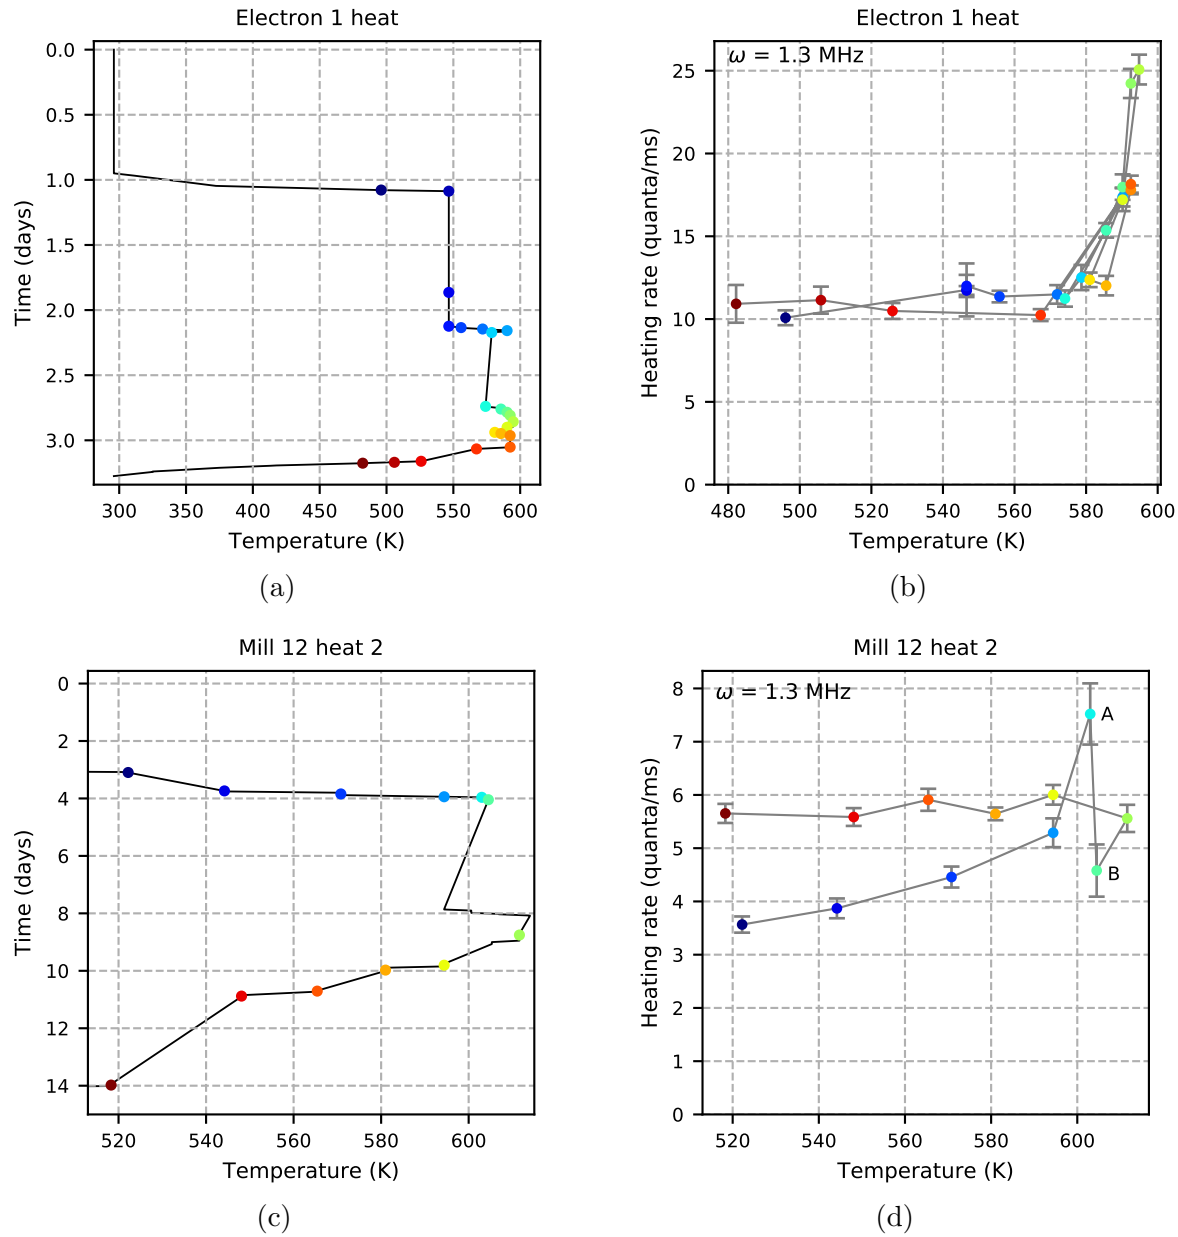 Electron 1 heat
0.0
0.5
1.0
1.5
2.0
2.5
3.0
Time (days)
300 350 400 450 500 550 600
Temperature (K)
(a)
Electron 1 heat
ω = 1.3 MHz
25
20
15
10
5
0
Heating rate (quanta/ms)
480 500 520 540 560 580 600
Temperature (K)
(b)
Mill 12 heat 2
0
2
4
6
8
10
12
14
Time (days)
520 540 560 580 600
Temperature (K)
(c)
Mill 12 heat 2
ω = 1.3 MHz
8
7
6
5
4
3
2
1
0
Heating rate (quanta/ms)
A
B
520 540 560 580 600
Temperature (K)
(d)